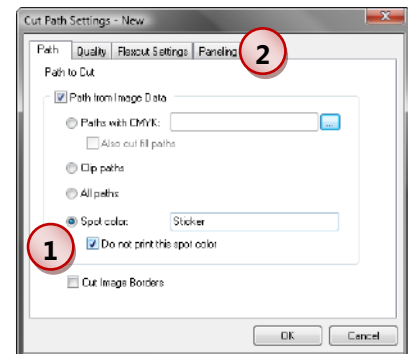 Cut Path Settings - New
Path Quality Flexcut Settings Paneling 2
Path to Cut
Path from Image Data
Paths with CMYK: ...
Also cut fill paths
Clip paths
All paths
Spot color: Sticker
1 Do not print this spot color
Cut Image Borders
OK Cancel